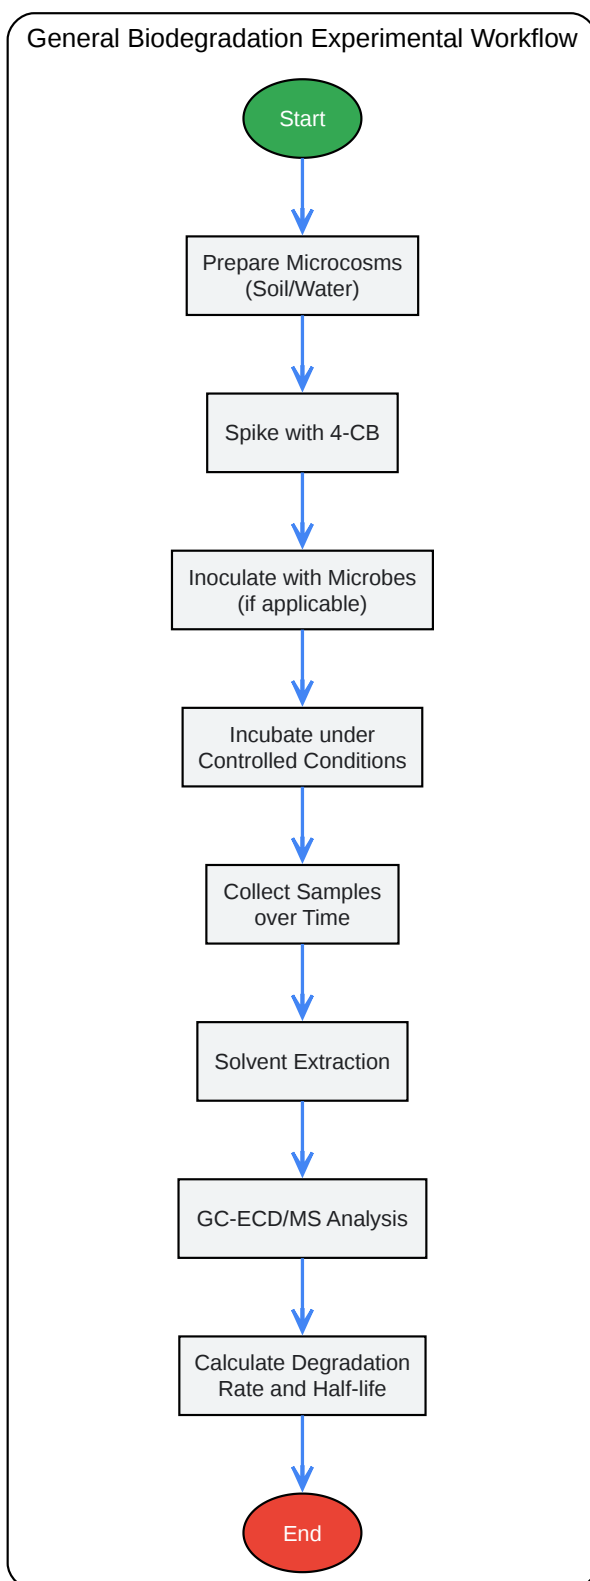 General Biodegradation Experimental Workflow
Start
Prepare Microcosms
(Soil/Water)
Spike with 4-CB
Inoculate with Microbes
(if applicable)
Incubate under
Controlled Conditions
Collect Samples
over Time
Solvent Extraction
GC-ECD/MS Analysis
Calculate Degradation
Rate and Half-life
End